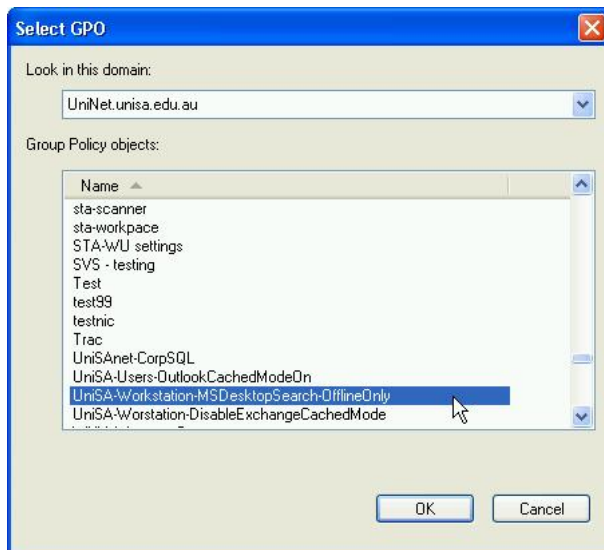 Select GPO
Look in this domain:
UniNet.unisa.edu.au
Group Policy objects:
Name
sta-scanner
sta-workpace
STA-WU settings
SVS - testing
Test
test99
testnic
Trac
UniSAnet-CorpSQL
UniSA-Users-OutlookCachedModeOn
UniSA-Workstation-MSDesktopSearch-OfflineOnly
UniSA-Worstation-DisableExchangeCachedMode
OK Cancel